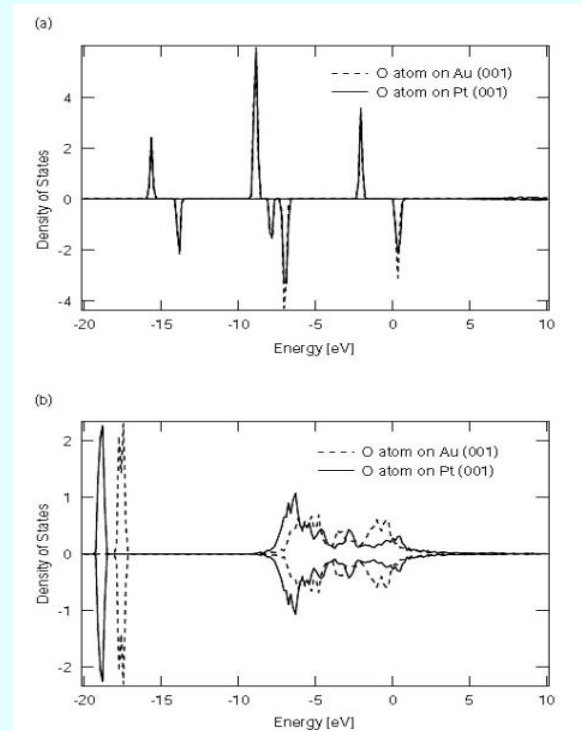 (a)
O atom on Au (001)
O atom on Pt (001)
Density of States
4
2
0
-2
-4
-20
-15
-10
-5
0
5
10
Energy [eV]
(b)
O atom on Au (001)
O atom on Pt (001)
Density of States
2
1
0
-1
-2
-20
-15
-10
-5
0
5
10
Energy [eV]